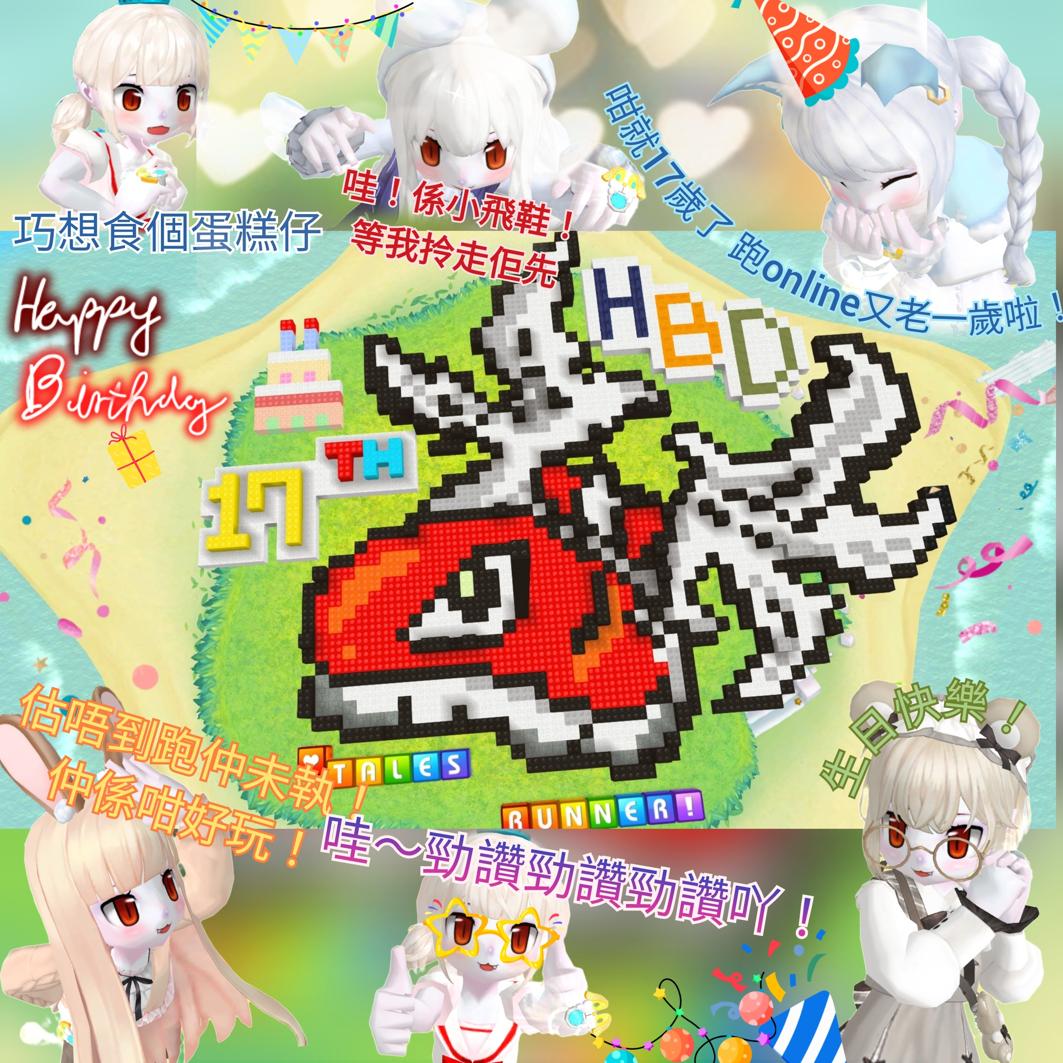 巧想食個蛋糕仔
哇！係小飛鞋！
等我拎走佢先
咁就17歲了
跑online又老一歲啦！
Happy
Birthday
HBD
17TH
TALES
RUNNER!
估唔到跑仲未執！
仲係咁好玩！
哇～勁讚勁讚勁讚吖！
生日快樂！